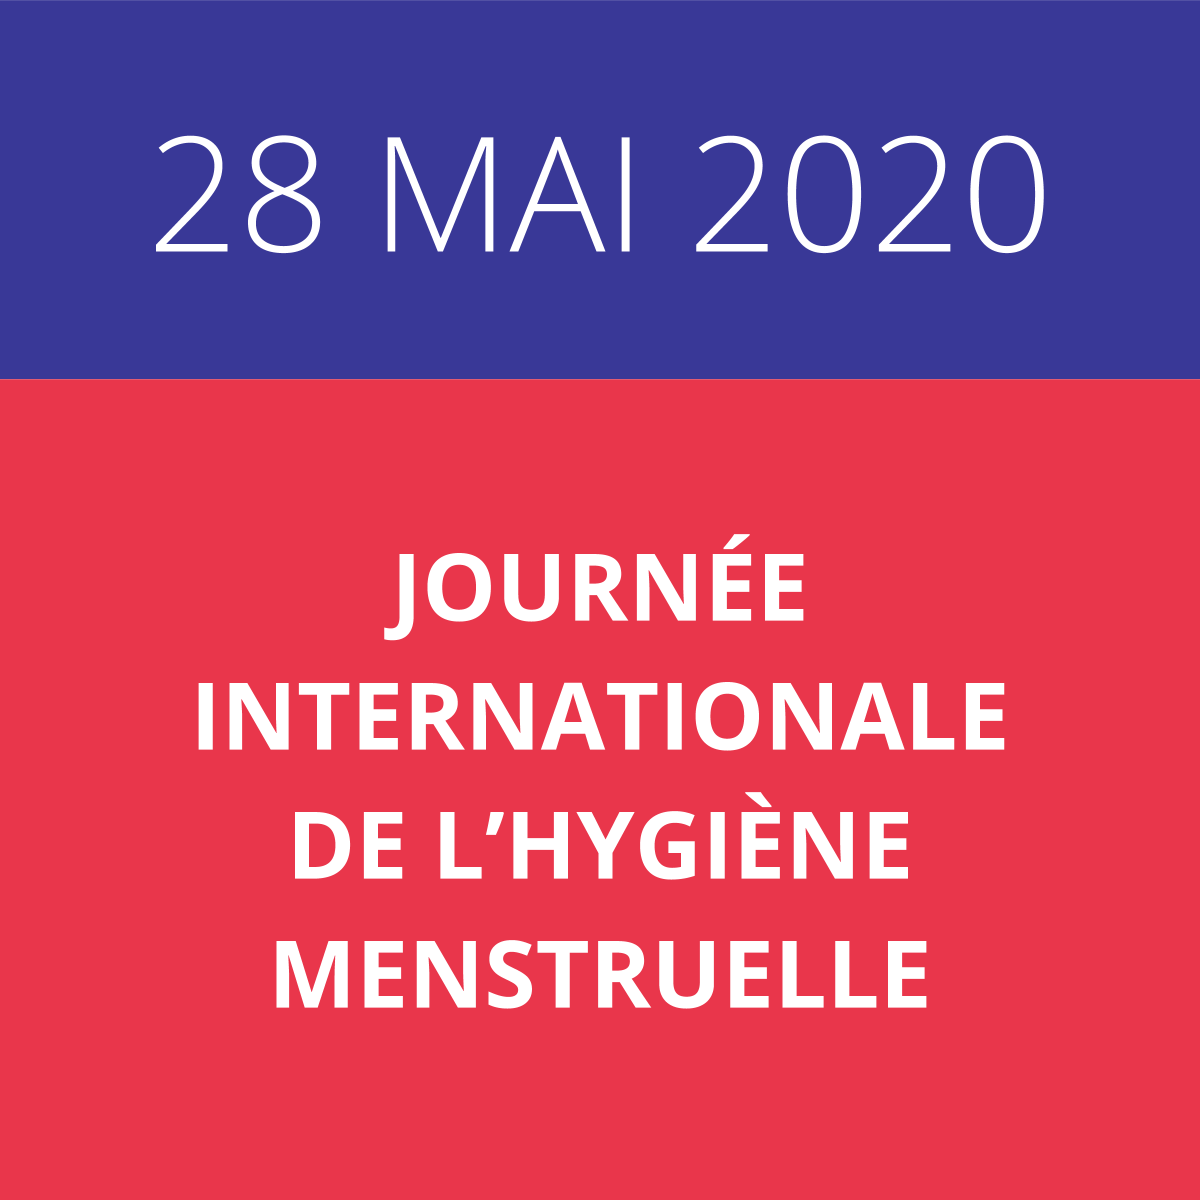 28 MAI 2020
JOURNÉE
INTERNATIONALE
DE L’HYGIÈNE
MENSTRUELLE